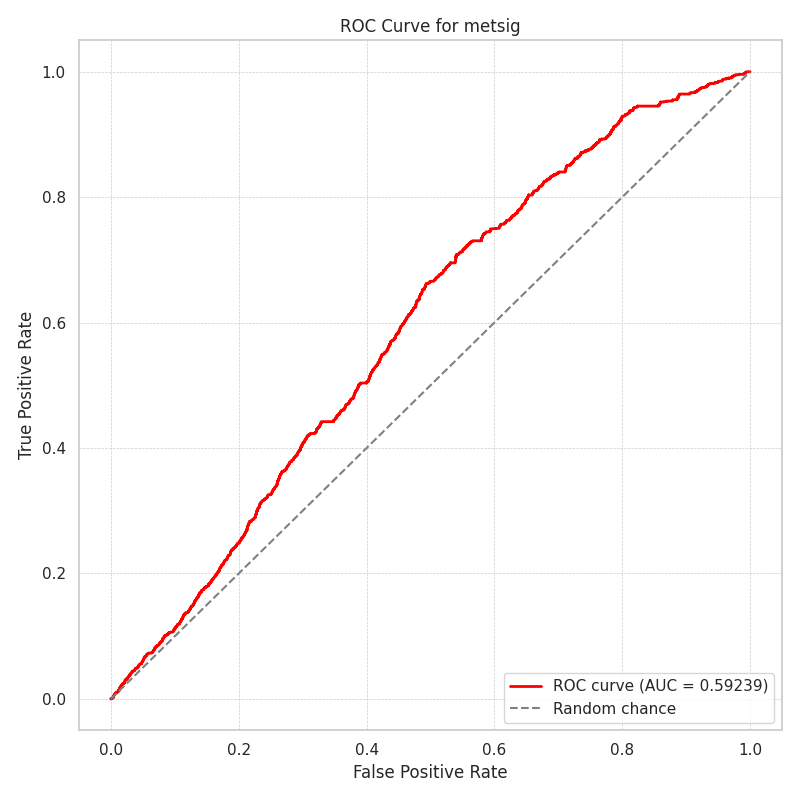 ROC Curve for metsig
True Positive Rate
1.0
0.8
0.6
0.4
0.2
0.0
0.0 0.2 0.4 0.6 0.8 1.0
False Positive Rate
ROC curve (AUC = 0.59239)
Random chance